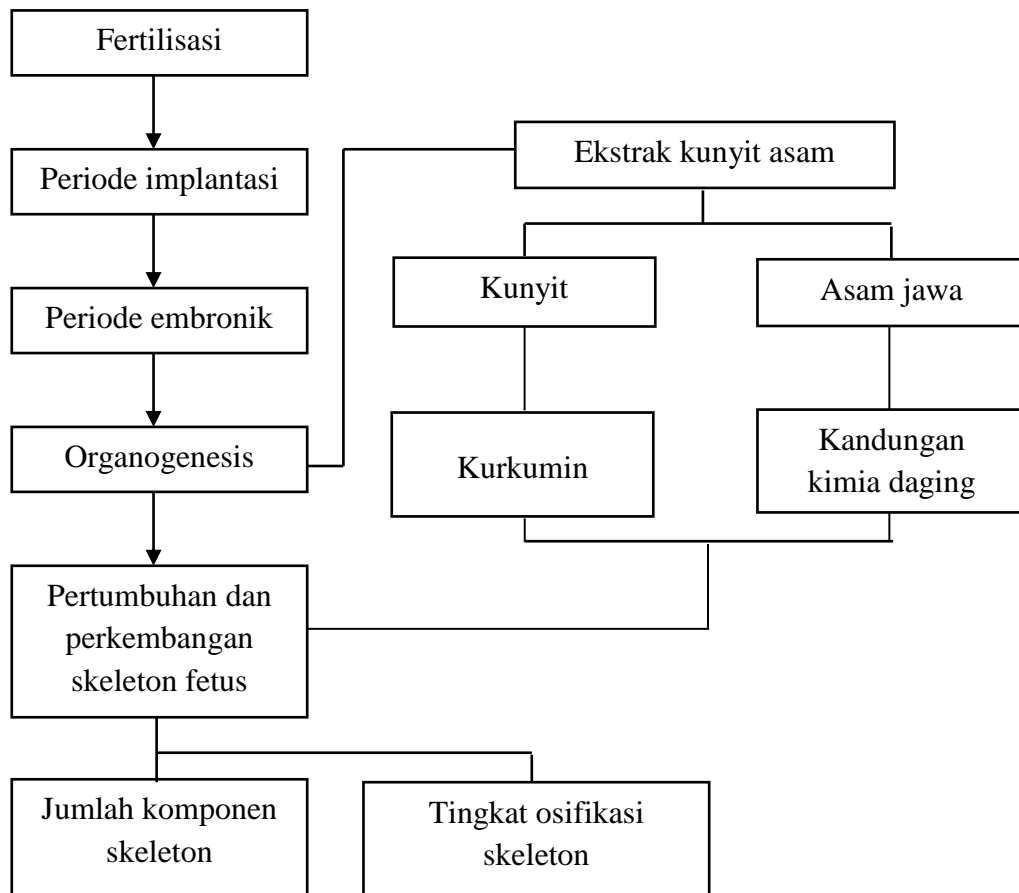 Fertilisasi
Periode implantasi
Periode embronik
Organogenesis
Pertumbuhan dan
perkembangan
skeleton fetus
Jumlah komponen
skeleton
Tingkat osifikasi
skeleton
Ekstrak kunyit asam
Kunyit
Asam jawa
Kurkumin
Kandungan
kimia daging